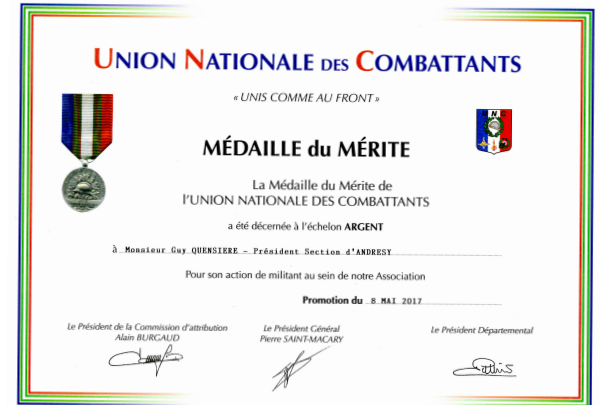 UNION NATIONALE DES COMBATTANTS
« UNIS COMME AU FRONT »
UNC
MÉDAILLE du MÉRITE
La Médaille du Mérite de
l'UNION NATIONALE DES COMBATTANTS
a été décernée à l'échelon ARGENT
à Monsieur Guy QUENSIERE - Président Section d'ANDRESY
Pour son action de militant au sein de notre Association
Promotion du 8 MAI 2017
Le Président de la Commission d'attribution
Alain BURGAUD
Le Président Général
Pierre SAINT-MACARY
Le Président Départemental